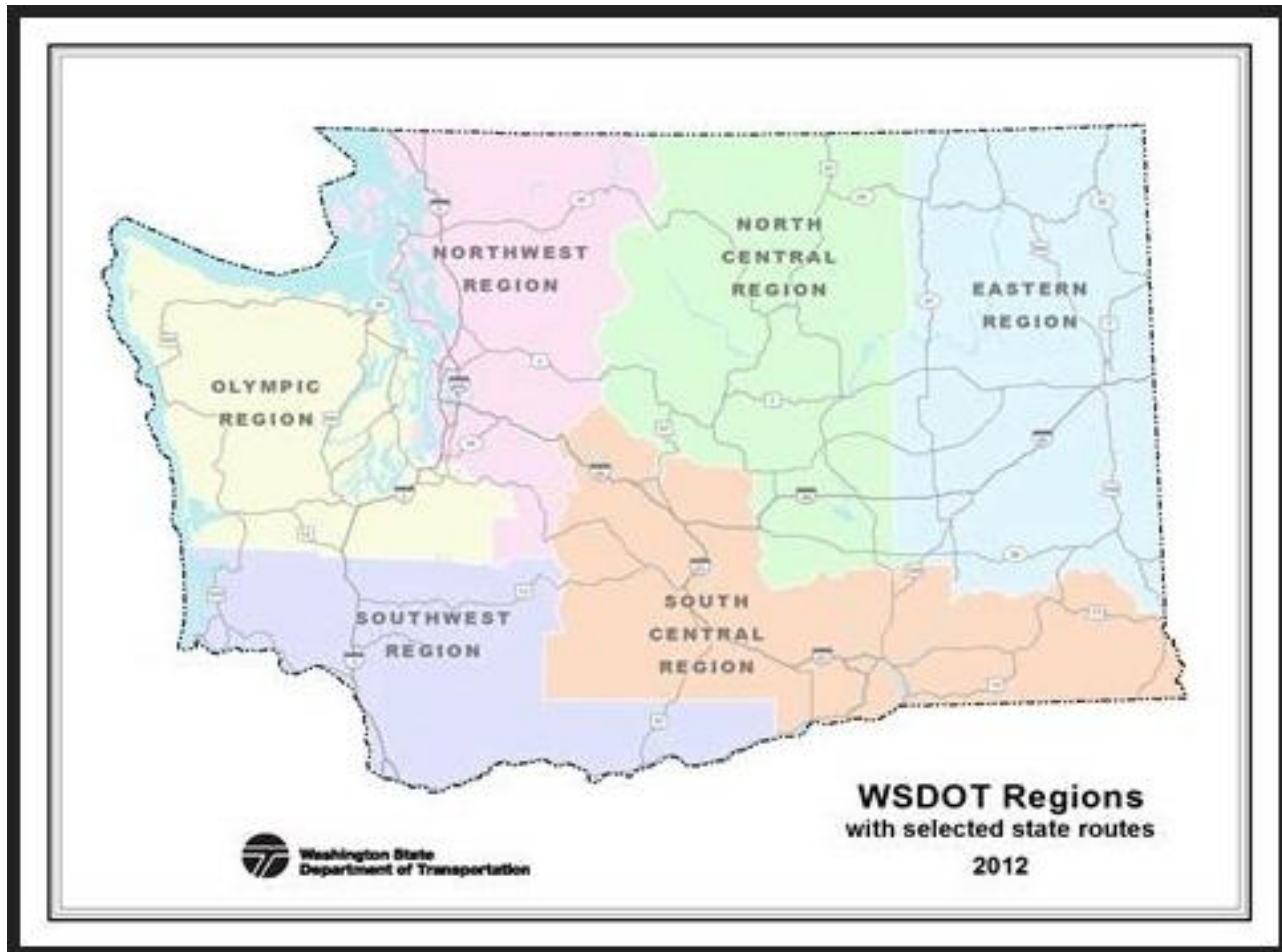 NORTH
CENTRAL
REGION
NORTHWEST
REGION
EASTERN
REGION
OLYMPIC
REGION
SOUTHWEST
REGION
SOUTH
CENTRAL
REGION
WSDOT Regions
with selected state routes
2012
Washington State
Department of Transportation